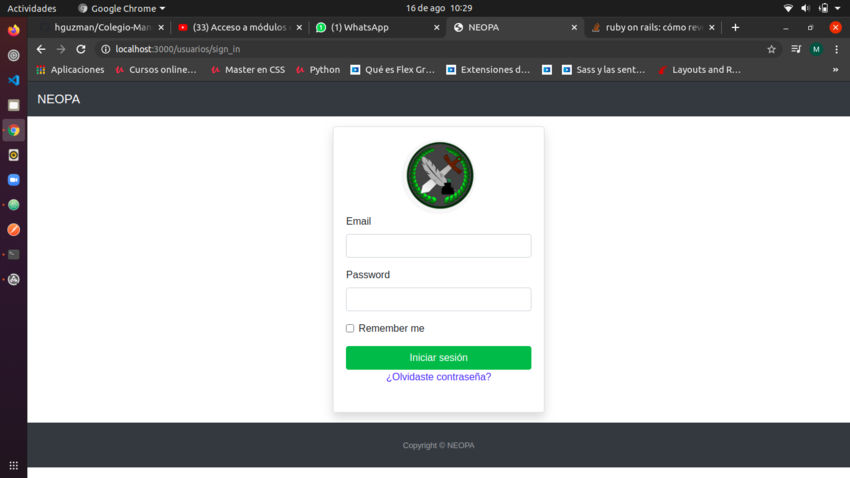 Actividades Google Chrome 16 de ago 10:29
hguzman/Colegio-Man (33) Acceso a módulos (1) WhatsApp NEOPA ruby on rails: cómo rev
localhost:3000/usuarios/sign_in M
Aplicaciones Cursos online... Master en CSS Python Qué es Flex Gr... Extensiones d... Sass y las sent... Layouts and R... »
NEOPA
Email
Password
Remember me
Iniciar sesión
¿Olvidaste contraseña?
Copyright © NEOPA